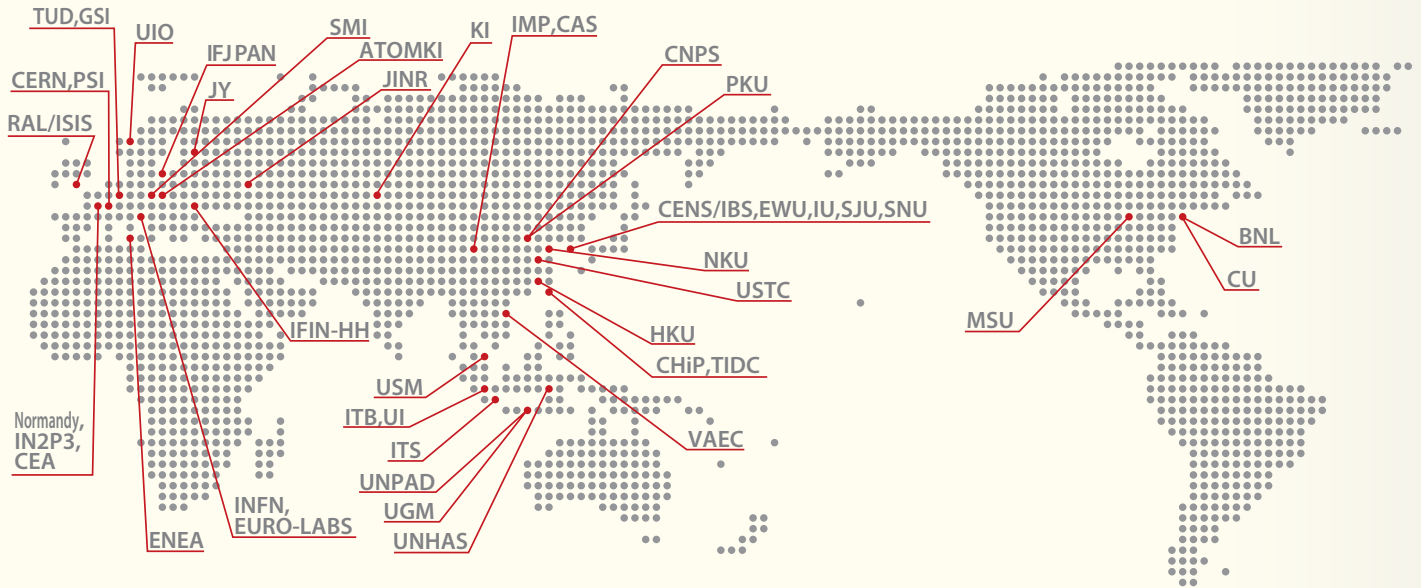 TUD,GSI
UIO
SMI
KI
IMP,CAS
IFJ PAN
ATOMKI
CNPS
CERN,PSI
JY
JINR
PKU
RAL/ISIS
CENS/IBS,EWU,IU,SJU,SNU
BNL
NKU
CU
USTC
MSU
IFIN-HH
HKU
CHiP,TIDC
USM
ITB,UI
Normandy,
IN2P3,
CEA
ITS
VAEC
UNPAD
INFN,
EURO-LABS
UGM
ENEA
UNHAS